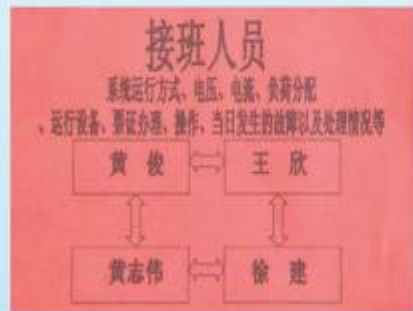 接班人员
系统运行方式、电压、电流、负荷分配
、运行设备、票证办理、操作、当日发生的故障以及处理情况等
黄 俊
王 欣
黄志伟
徐 建